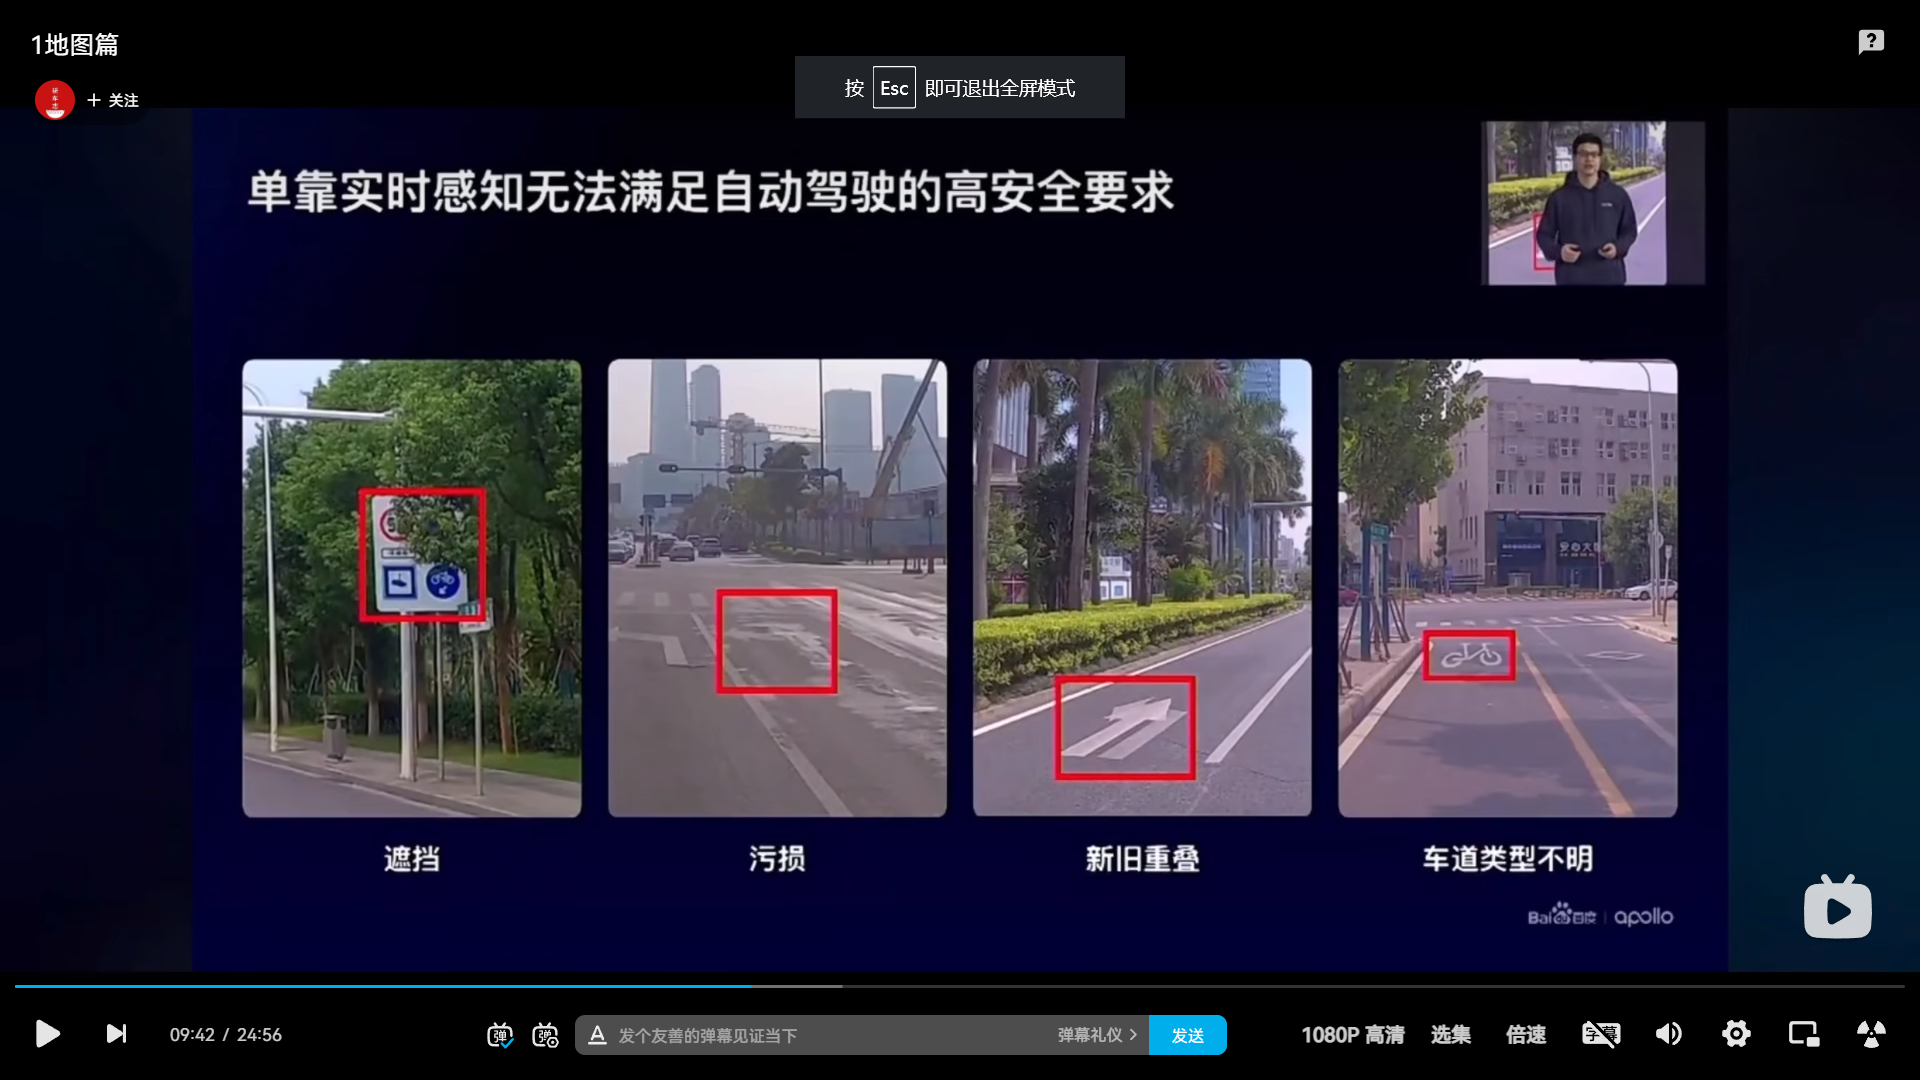 1地图篇
+ 关注
按 Esc 即可退出全屏模式
单靠实时感知无法满足自动驾驶的高安全要求
遮挡
污损
新旧重叠
车道类型不明
Bai百度 | apollo
09:42 / 24:56
弹
弹
A 发个友善的弹幕见证当下
弹幕礼仪
发送
1080P 高清
选集
倍速
字幕